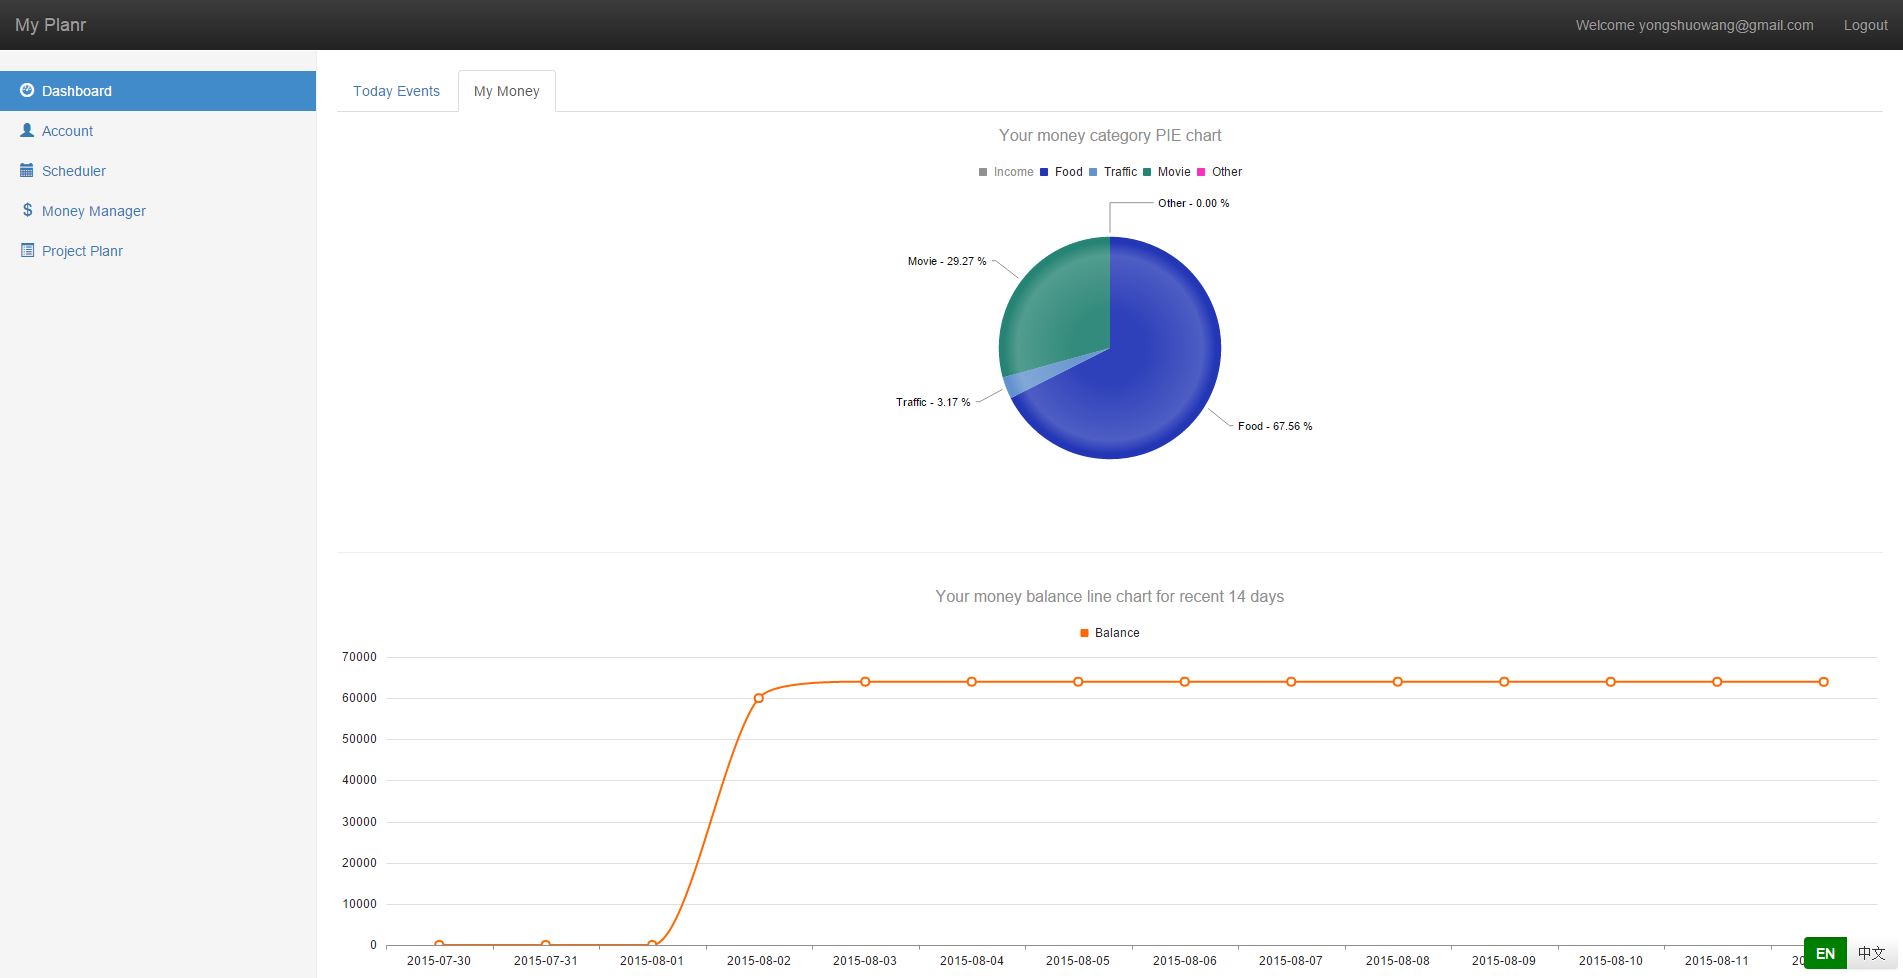 My Planr
Welcome yongshuowang@gmail.com Logout
Dashboard
Account
Scheduler
Money Manager
Project Planr
Today Events My Money
Your money category PIE chart
Income Food Traffic Movie Other
Other - 0.00 %
Movie - 29.27 %
Traffic - 3.17 %
Food - 67.56 %
Your money balance line chart for recent 14 days
Balance
70000
60000
50000
40000
30000
20000
10000
0
2015-07-30 2015-07-31 2015-08-01 2015-08-02 2015-08-03 2015-08-04 2015-08-05 2015-08-06 2015-08-07 2015-08-08 2015-08-09 2015-08-10 2015-08-11
EN 中文